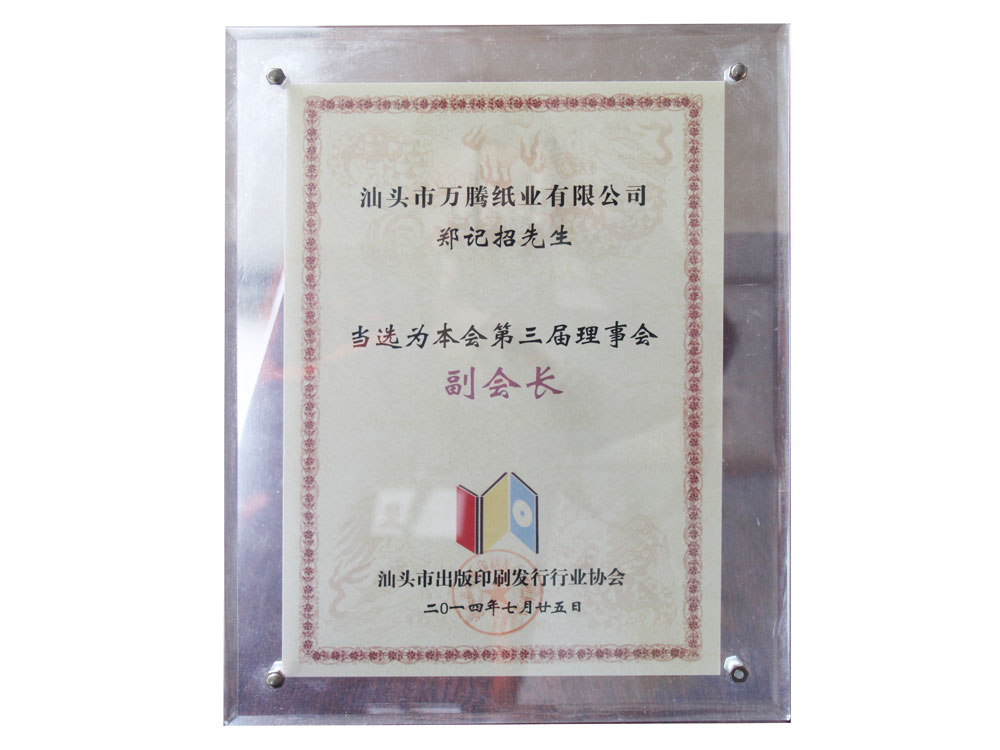 汕头市万腾纸业有限公司
郑记招先生
当选为本会第三届理事会
副会长
汕头市出版印刷发行行业协会
二0一四年七月廿五日